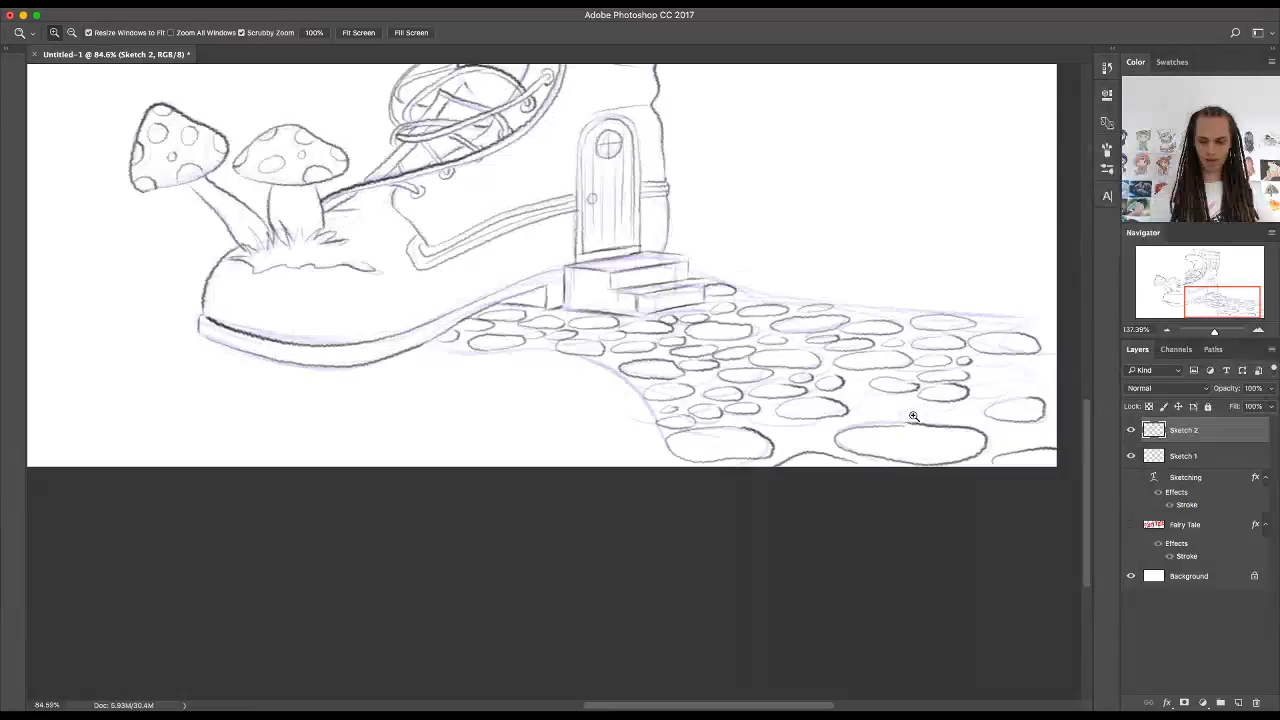 Adobe Photoshop CC 2017
Resize Windows to Fit Zoom All Windows Scrubby Zoom 100% Fit Screen Fill Screen
Untitled-1 @ 84.6% (Sketch 2, RGB/8) *
Color Swatches
Navigator
137.39%
Layers Channels Paths
Kind
Normal Opacity: 100%
Lock: Fill: 100%
Sketch 2
Sketch 1
Sketching fx
Effects
Stroke
Fairy Tale fx
Effects
Stroke
Background
84.59% Doc: 5.93M/30.4M